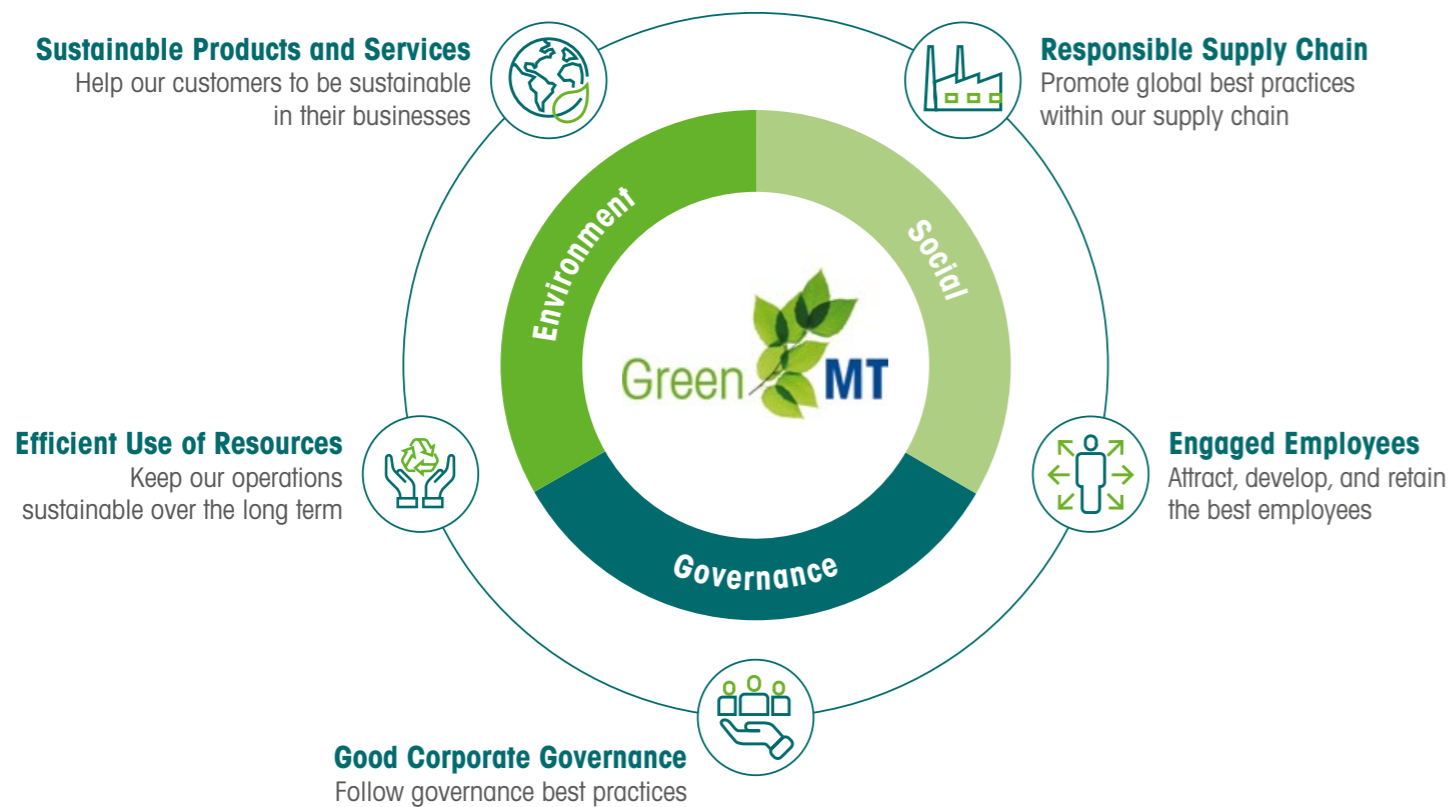 Sustainable Products and Services
Help our customers to be sustainable
in their businesses
Responsible Supply Chain
Promote global best practices
within our supply chain
Environment
Social
Green MT
Efficient Use of Resources
Keep our operations
sustainable over the long term
Engaged Employees
Attract, develop, and retain
the best employees
Governance
Good Corporate Governance
Follow governance best practices